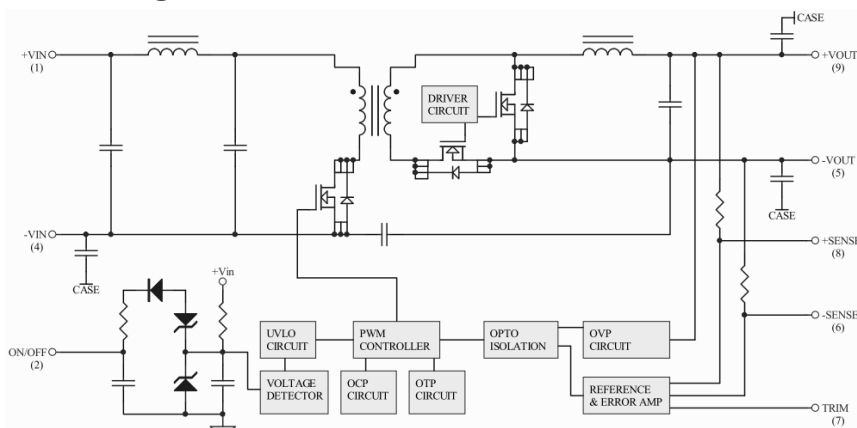 CASE
+VIN
(1)
+VOUT
(9)
DRIVER
CIRCUIT
-VOUT
(5)
CASE
-VIN
(4)
CASE
+SENSE
(8)
+Vin
-SENSE
(6)
ON/OFF
(2)
UVLO
CIRCUIT
PWM
CONTROLLER
OPTO
ISOLATION
OVP
CIRCUIT
VOLTAGE
DETECTOR
OCP
CIRCUIT
OTP
CIRCUIT
REFERENCE
& ERROR AMP
TRIM
(7)